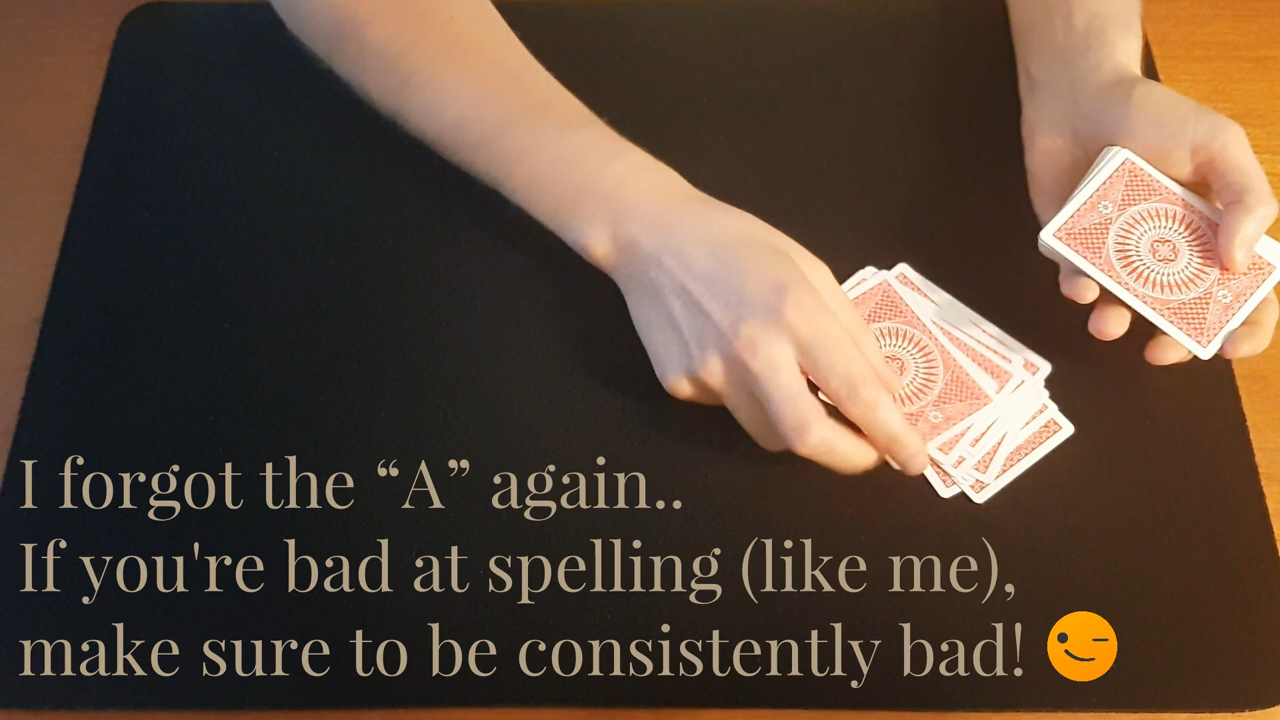 I forgot the “A” again..
If you're bad at spelling (like me),
make sure to be consistently bad! 😉